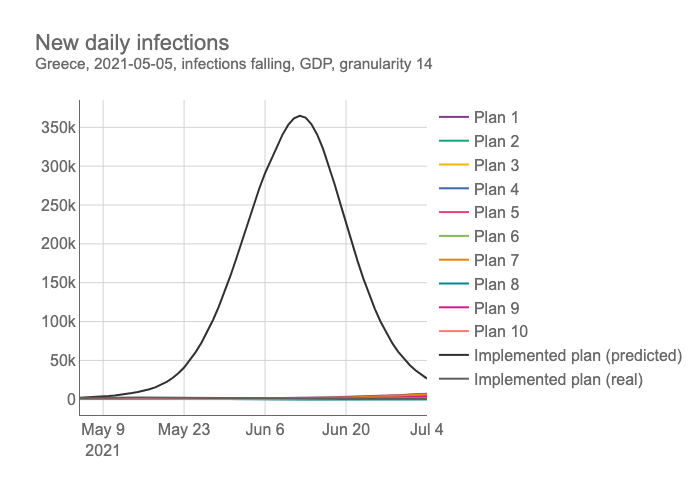 New daily infections
Greece, 2021-05-05, infections falling, GDP, granularity 14
350k
300k
250k
200k
150k
100k
50k
0
May 9
2021
May 23
Jun 6
Jun 20
Jul 4
Plan 1
Plan 2
Plan 3
Plan 4
Plan 5
Plan 6
Plan 7
Plan 8
Plan 9
Plan 10
Implemented plan (predicted)
Implemented plan (real)